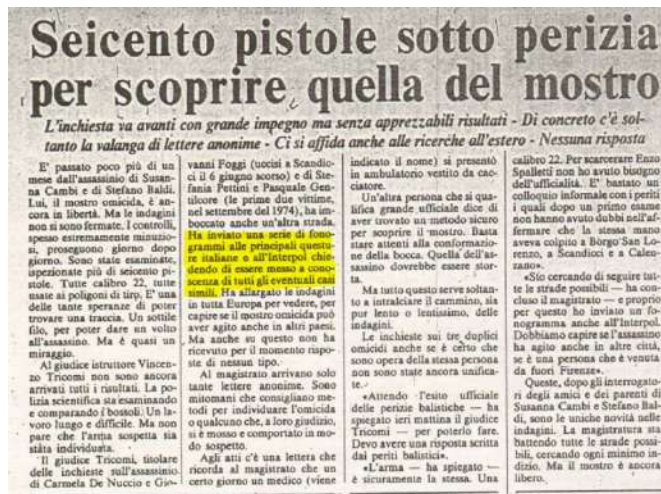 Seicento pistole sotto perizia
per scoprire quella del mostro
L'inchiesta va avanti con grande impegno ma senza apprezzabili risultati - Di concreto c'è sol-
tanto la valanga di lettere anonime - Ci si affida anche alle ricerche all'estero - Nessuna risposta
E' passato poco più di un
mese dall'assassinio di Susan-
na Cambi e di Stefano Baldi.
Lui, il mostro omicida, è an-
cora in libertà. Ma le indagini
non si sono fermate. I controlli,
spesso estremamente minuzio-
si, proseguono giorno dopo
giorno. Sono state esaminate,
ispezionate più di seicento pi-
stole. Tutte calibro 22, tutte
usate ai poligoni di tiro. E' una
delle tante speranze di poter
trovare una traccia. Un sottile
filo, per poter dare un volto
all'assassino. Ma è quasi un
miraggio.
Al giudice istruttore Vincen-
zo Tricomi non sono ancora
arrivati tutti i risultati. La po-
lizia scientifica sta esaminando
e comparando i bossoli. Un la-
voro lungo e difficile. Ma non
pare che l'arma sospetta sia
stata individuata.
Il giudice Tricomi, titolare
delle inchieste sull'assassinio
di Carmela De Nuccio e Gio-
vanni Foggi (uccisi a Scandic-
ci il 6 giugno scorso) e di Ste-
fania Pettini e Pasquale Gen-
tilcore (le prime due vittime,
nel settembre del 1974), ha im-
boccato anche un'altra strada.
Ha inviato una serie di fono-
grammi alle principali questu-
re italiane o all'Interpol chie-
dendo di essere messo a cono-
scenza di tutti gli eventuali casi
simili. Ha allargato le indagini
in tutta Europa per vedere, per
capire se il mostro omicida può
aver agito anche in altri paesi.
Ma anche su questo non ha
ricevuto per il momento rispo-
ste di nessun tipo.
Al magistrato arrivano solo
tante lettere anonime. Sono
mitomani che consigliano me-
todi per individuare l'omicida
o qualcuno che, a loro giudizio,
si è mosso e comportato in mo-
do sospetto.
Agli atti c'è una lettera che
ricorda al magistrato che un
certo giorno un medico (viene
indicato il nome) si presentò
in ambulatorio vestito da cac-
ciatore.
Un'altra persona che si qua-
lifica grande ufficiale dice di
aver trovato un metodo sicuro
per scoprire il mostro. Basta
stare attenti alla conformazio-
ne della bocca. Quella dell'as-
sassino dovrebbe essere stor-
ta.
Ma tutto questo serve soltan-
to a intralciare il cammino, sia
pur lento o lentissimo, delle
indagini.
Le inchieste sui tre duplici
omicidi anche se è certo che
sono opera della stessa persona
non sono state ancora unifica-
te.
«Attendo l'esito ufficiale
delle perizie balistiche — ha
spiegato ieri mattina il giudice
Tricomi — per poterlo fare.
Devo avere una risposta scritta
dai periti balistici».
«L'arma — ha spiegato —
è sicuramente la stessa. Una
calibro 22. Per scarcerare Enzo
Spalletti non ho avuto bisogno
dell'ufficialità. E' bastato un
colloquio informale con i periti
i quali dopo un primo esame
non hanno avuto dubbi nell'af-
fermare che la stessa mano
aveva colpito a Borgo San Lo-
renzo, a Scandicci e a Calen-
zano».
«Sto cercando di seguire tut-
te le strade possibili — ha con-
cluso il magistrato — e proprio
per questo ho inviato un fo-
nogramma anche all'Interpol.
Dobbiamo capire se l'assassino
ha agito anche in altre città,
se è una persona che è venuta
da fuori Firenze».
Queste, dopo gli interrogato-
ri degli amici e dei parenti di
Susanna Cambi e Stefano Bal-
di, sono le uniche novità nelle
indagini. La magistratura sta
battendo tutte le strade possi-
bili, cercando ogni minimo in-
dizio. Ma il mostro è ancora
libero.